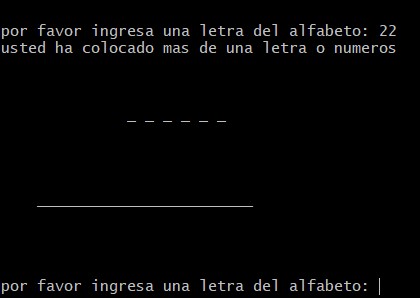 por favor ingresa una letra del alfabeto: 22
usted ha colocado mas de una letra o numeros
_ _ _ _ _ _
________________________
por favor ingresa una letra del alfabeto: